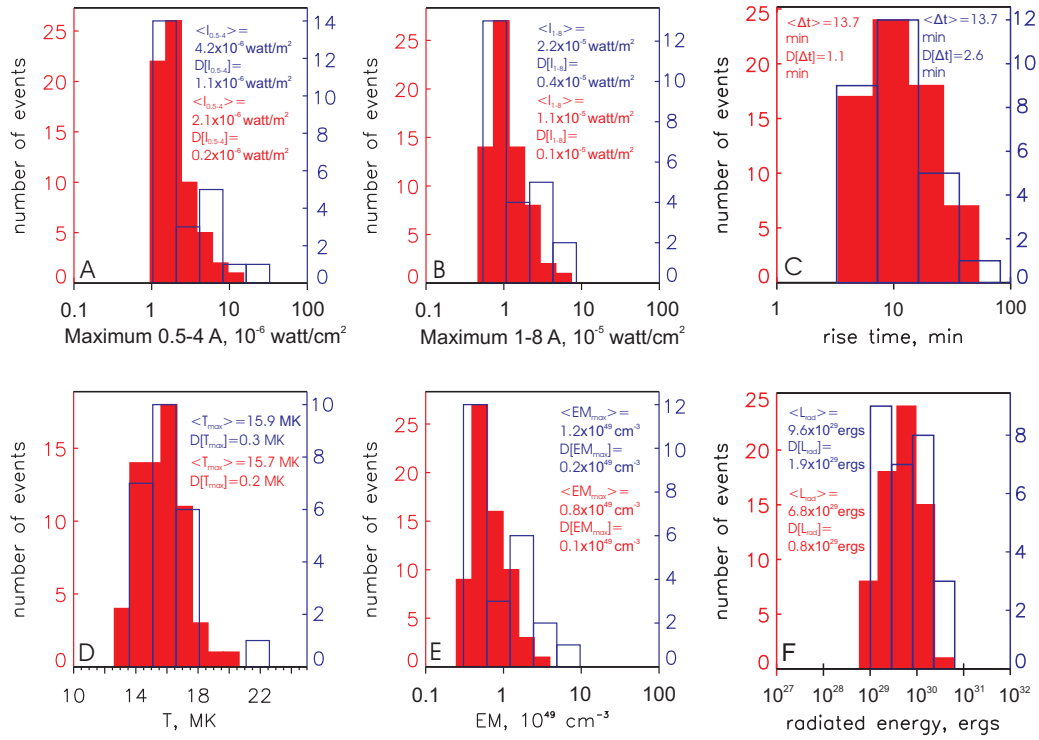 number of events
25
20
15
10
5
0
14
12
10
8
6
4
2
0
<I0.5-4>=
4.2x10-6watt/m2
D[I0.5-4]=
1.1x10-6watt/m2
<I0.5-4>=
2.1x10-6watt/m2
D[I0.5-4]=
0.2x10-6watt/m2
A
0.1 1 10 100
Maximum 0.5-4 A, 10-6 watt/cm2
number of events
25
20
15
10
5
0
14
12
10
8
6
4
2
0
<I1-8>=
2.2x10-5watt/m2
D[I1-8]=
0.4x10-5watt/m2
<I1-8>=
1.1x10-5watt/m2
D[I1-8]=
0.1x10-5watt/m2
B
0.1 1 10 100
Maximum 1-8 A, 10-5 watt/cm2
number of events
25
20
15
10
5
0
12
10
8
6
4
2
0
<Δt>=13.7
min
D[Δt]=1.1
min
<Δt>=13.7
min
D[Δt]=2.6
min
C
1 10 100
rise time, min
number of events
15
10
5
0
10
8
6
4
2
0
<Tmax>=15.9 MK
D[Tmax]=0.3 MK
<Tmax>=15.7 MK
D[Tmax]=0.2 MK
D
10 14 18 22
T, MK
number of events
25
20
15
10
5
0
12
10
8
6
4
2
0
<EMmax>=
1.2x1049 cm-3
D[EMmax]=
0.2x1049 cm-3
<EMmax>=
0.8x1049 cm-3
D[EMmax]=
0.1x1049 cm-3
E
0.1 1 10 100
EM, 1049 cm-3
number of events
25
20
15
10
5
0
8
6
4
2
0
<Lrad>=
9.6x1029ergs
D[Lrad]=
1.9x1029ergs
<Lrad>=
6.8x1029ergs
D[Lrad]=
0.8x1029ergs
F
1027 1028 1029 1030 1031 1032
radiated energy, ergs